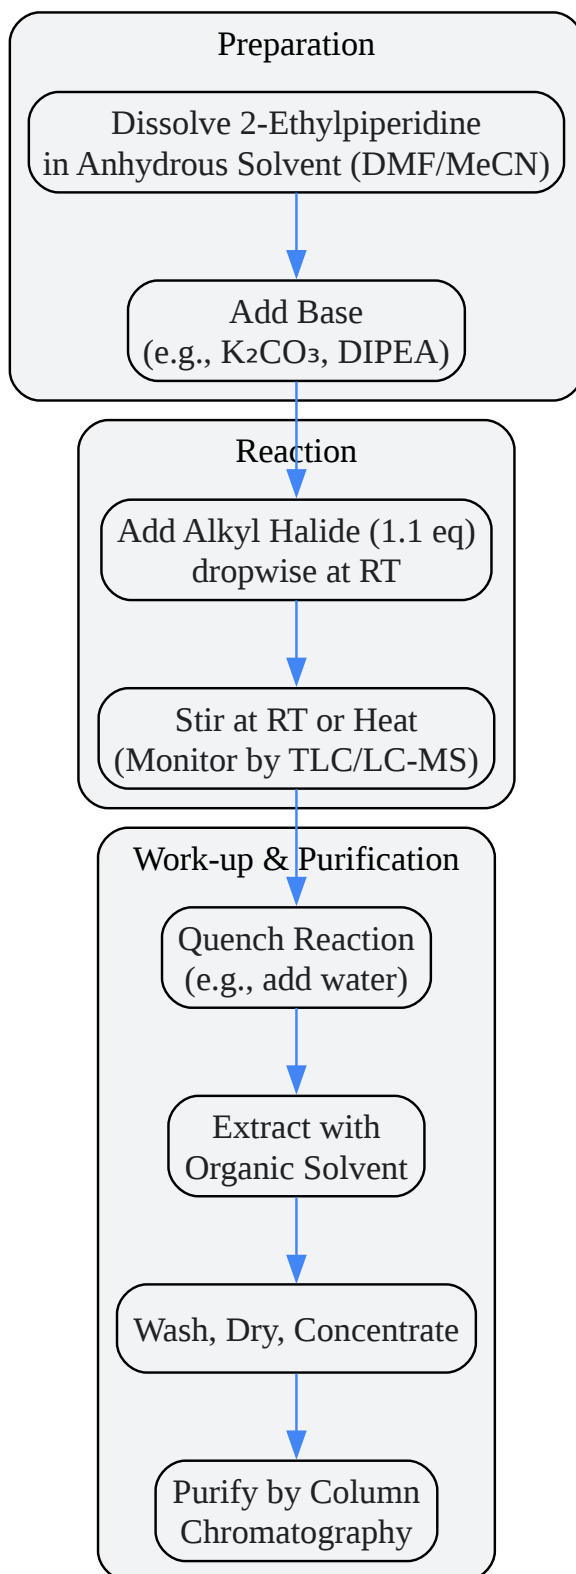 Preparation
Dissolve 2-Ethylpiperidine
in Anhydrous Solvent (DMF/MeCN)
Add Base
(e.g., K₂CO₃, DIPEA)
Reaction
Add Alkyl Halide (1.1 eq)
dropwise at RT
Stir at RT or Heat
(Monitor by TLC/LC-MS)
Work-up & Purification
Quench Reaction
(e.g., add water)
Extract with
Organic Solvent
Wash, Dry, Concentrate
Purify by Column
Chromatography